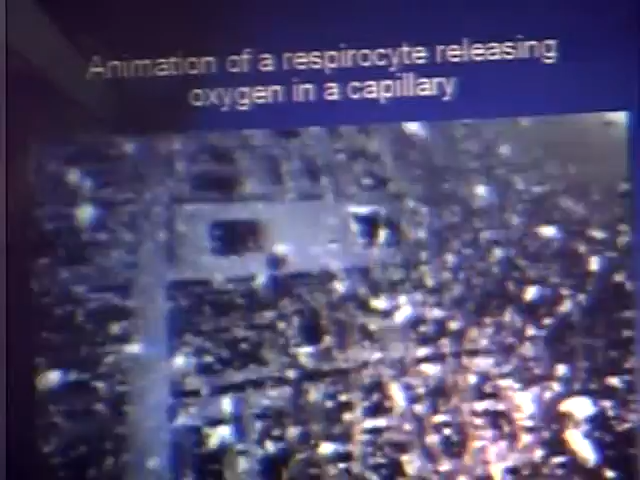 Animation of a respirocyte releasing
oxygen in a capillary